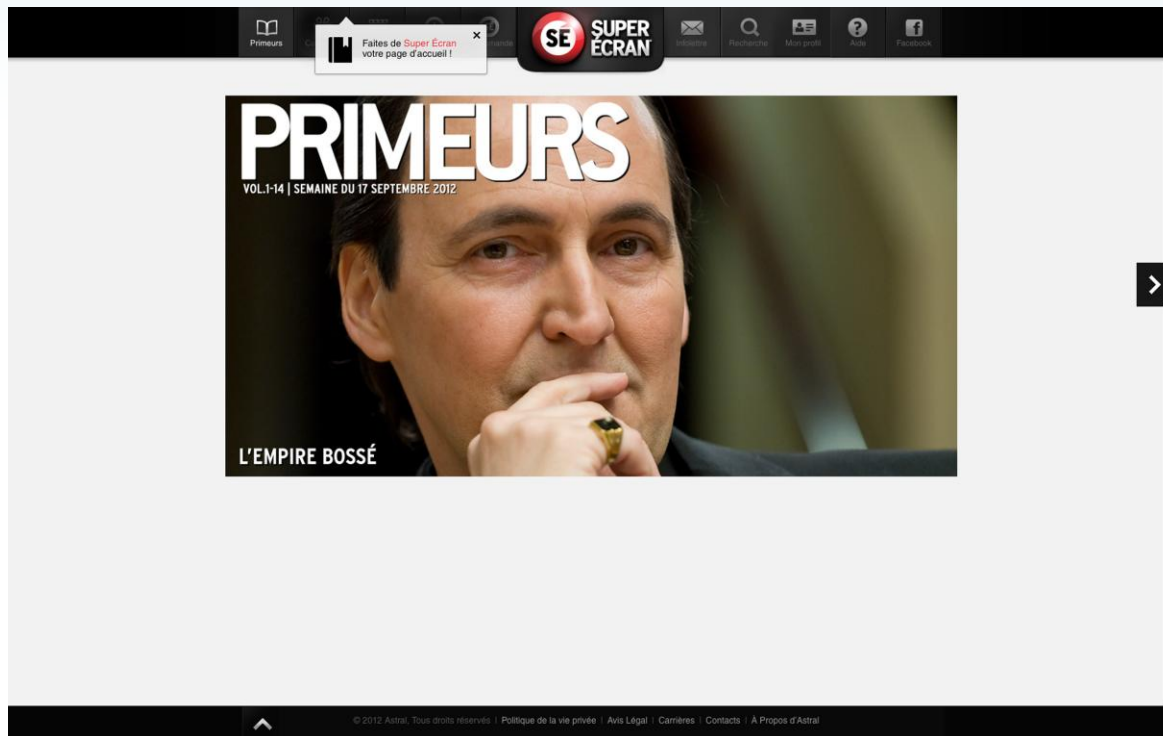 Primeurs
Faites de Super Écran
votre page d'accueil !
SÉ
SUPER
ÉCRAN
Infolettre
Recherche
Mon profil
Aide
Facebook
PRIMEURS
VOL.1-14 | SEMAINE DU 17 SEPTEMBRE 2012
L'EMPIRE BOSSÉ
© 2012 Astral, Tous droits réservés | Politique de la vie privée | Avis Légal | Carrières | Contacts | À Propos d'Astral